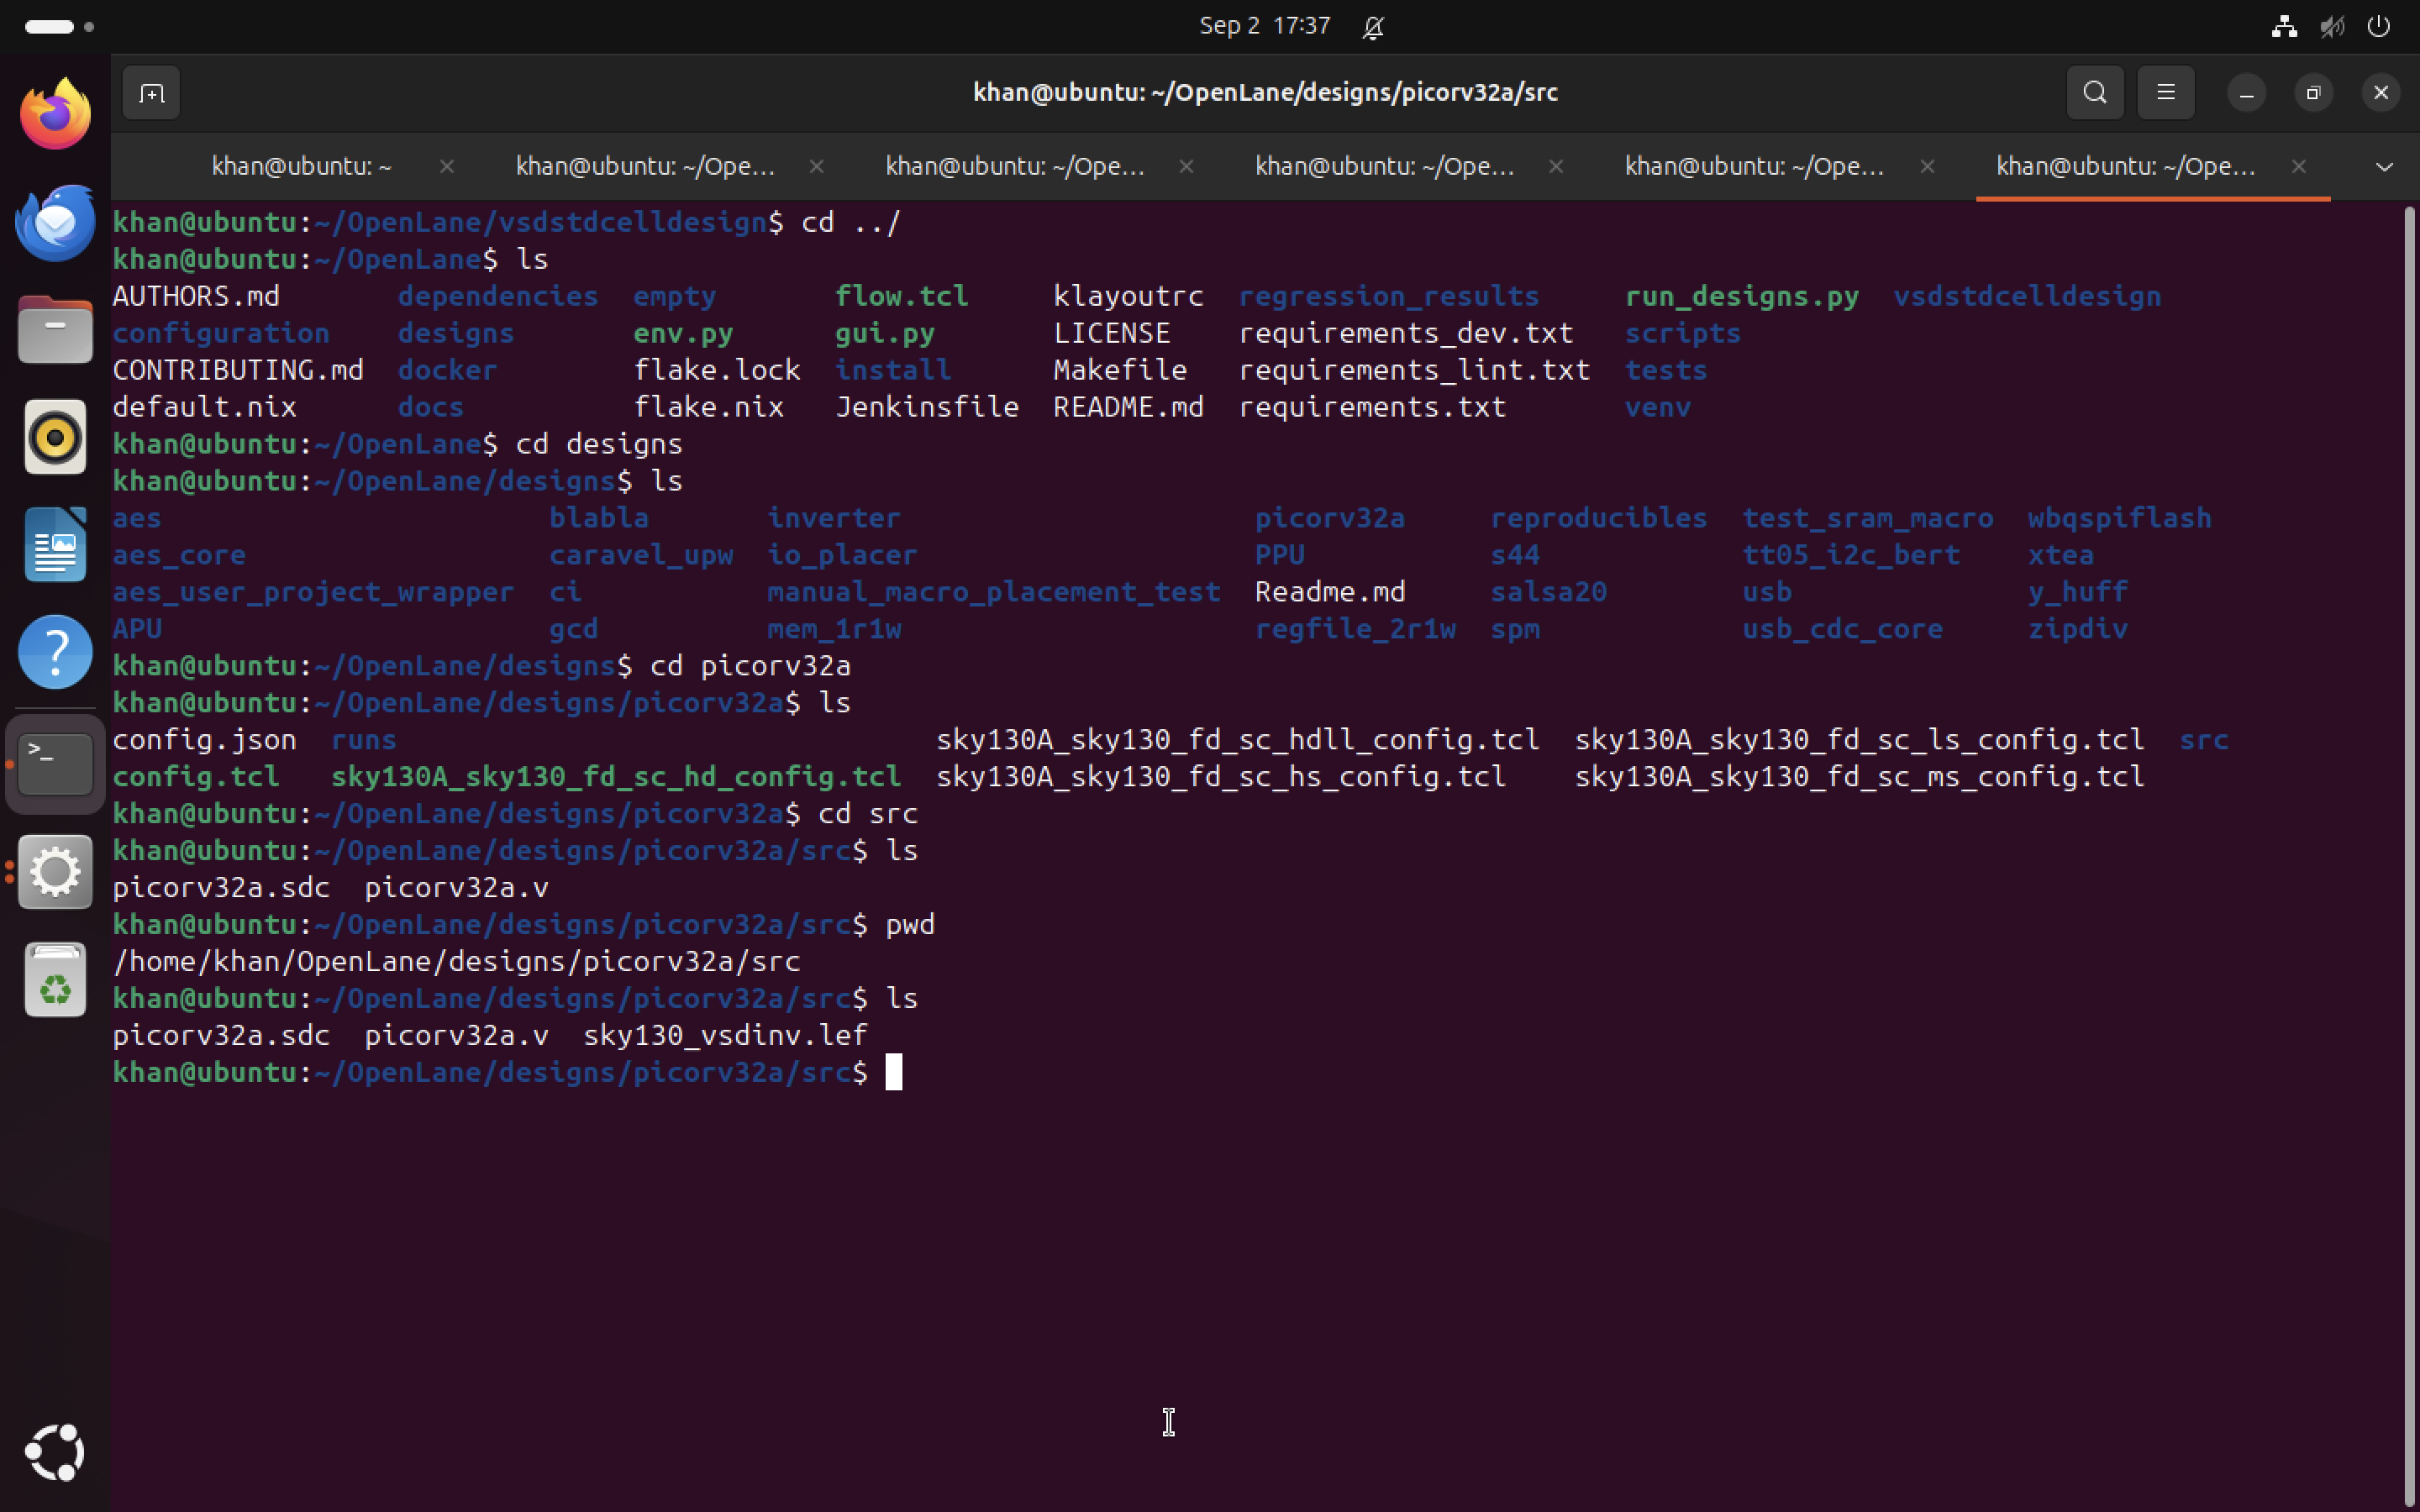 Sep 2 17:37
khan@ubuntu: ~/OpenLane/designs/picorv32a/src
khan@ubuntu: ~ khan@ubuntu: ~/Ope... khan@ubuntu: ~/Ope... khan@ubuntu: ~/Ope... khan@ubuntu: ~/Ope... khan@ubuntu: ~/Ope...
khan@ubuntu:~/OpenLane/vsdstdcelldesign$ cd ../
khan@ubuntu:~/OpenLane$ ls
AUTHORS.md dependencies empty flow.tcl klayoutrc regression_results run_designs.py vsdstdcelldesign
configuration designs env.py gui.py LICENSE requirements_dev.txt scripts
CONTRIBUTING.md docker flake.lock install Makefile requirements_lint.txt tests
default.nix docs flake.nix Jenkinsfile README.md requirements.txt venv
khan@ubuntu:~/OpenLane$ cd designs
khan@ubuntu:~/OpenLane/designs$ ls
aes blabla inverter picorv32a reproducibles test_sram_macro wbqspiflash
aes_core caravel_upw io_placer PPU s44 tt05_i2c_bert xtea
aes_user_project_wrapper ci manual_macro_placement_test Readme.md salsa20 usb y_huff
APU gcd mem_1r1w regfile_2r1w spm usb_cdc_core zipdiv
khan@ubuntu:~/OpenLane/designs$ cd picorv32a
khan@ubuntu:~/OpenLane/designs/picorv32a$ ls
config.json runs sky130A_sky130_fd_sc_hdll_config.tcl sky130A_sky130_fd_sc_ls_config.tcl src
config.tcl sky130A_sky130_fd_sc_hd_config.tcl sky130A_sky130_fd_sc_hs_config.tcl sky130A_sky130_fd_sc_ms_config.tcl
khan@ubuntu:~/OpenLane/designs/picorv32a$ cd src
khan@ubuntu:~/OpenLane/designs/picorv32a/src$ ls
picorv32a.sdc picorv32a.v
khan@ubuntu:~/OpenLane/designs/picorv32a/src$ pwd
/home/khan/OpenLane/designs/picorv32a/src
khan@ubuntu:~/OpenLane/designs/picorv32a/src$ ls
picorv32a.sdc picorv32a.v sky130_vsdinv.lef
khan@ubuntu:~/OpenLane/designs/picorv32a/src$